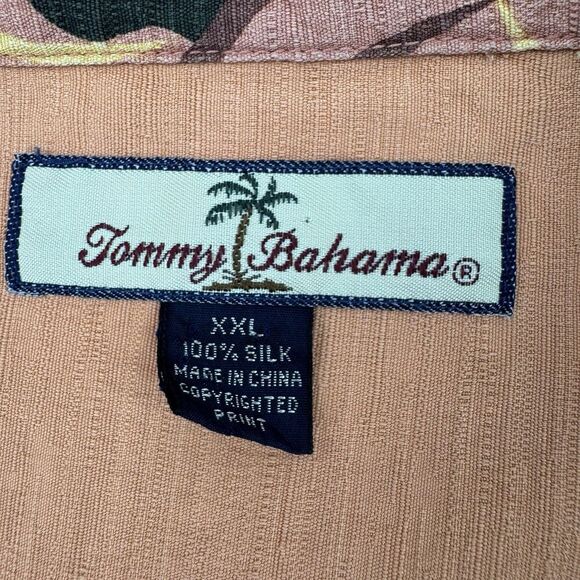 Tommy Bahama®
XXL
100% SILK
MADE IN CHINA
COPYRIGHTED
PRINT